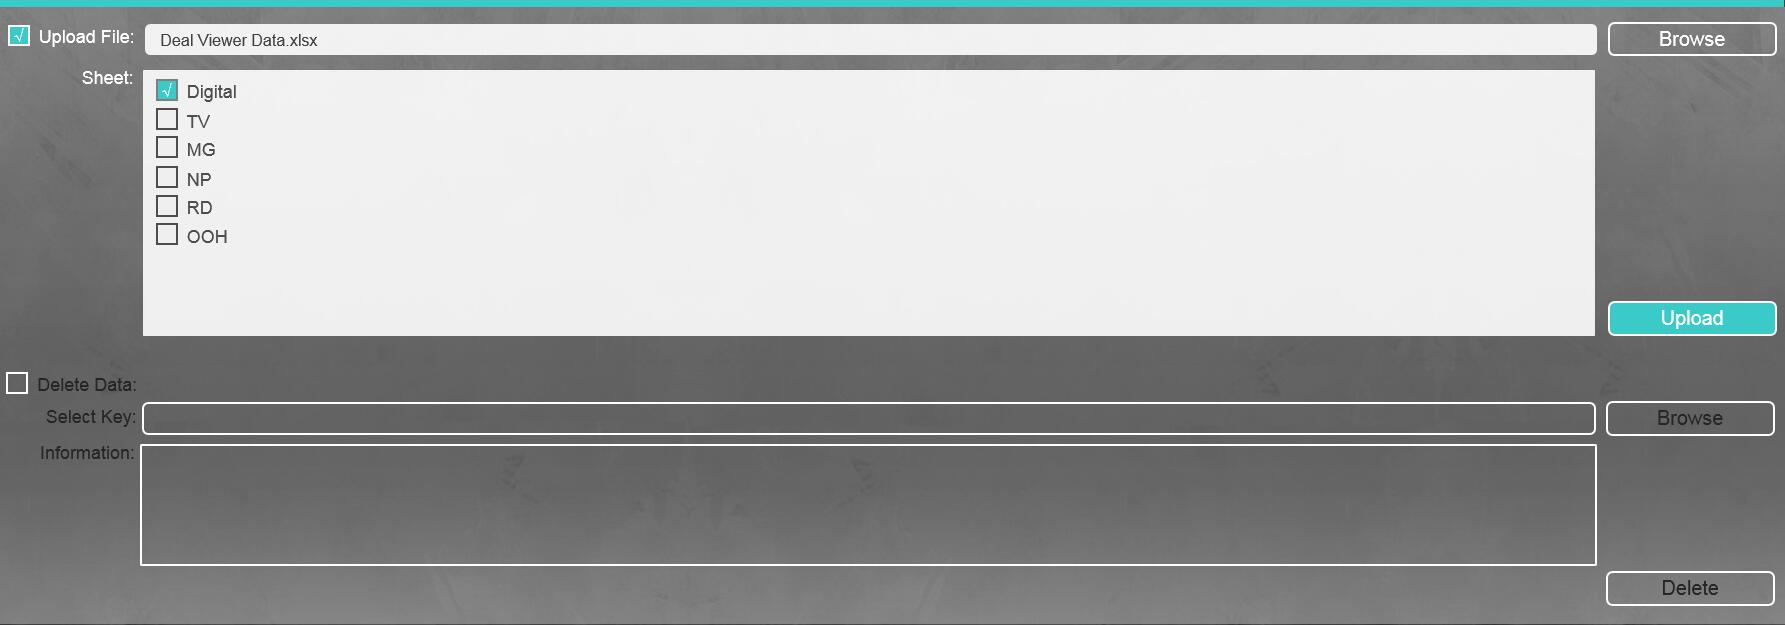 √ Upload File: Deal Viewer Data.xlsx Browse
Sheet:
√ Digital
TV
MG
NP
RD
OOH
Upload
Delete Data:
Select Key: Browse
Information:
Delete